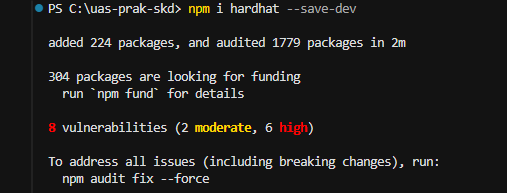 PS C:\uas-prak-skd> npm i hardhat --save-dev
added 224 packages, and audited 1779 packages in 2m
304 packages are looking for funding
run `npm fund` for details
8 vulnerabilities (2 moderate, 6 high)
To address all issues (including breaking changes), run:
npm audit fix --force